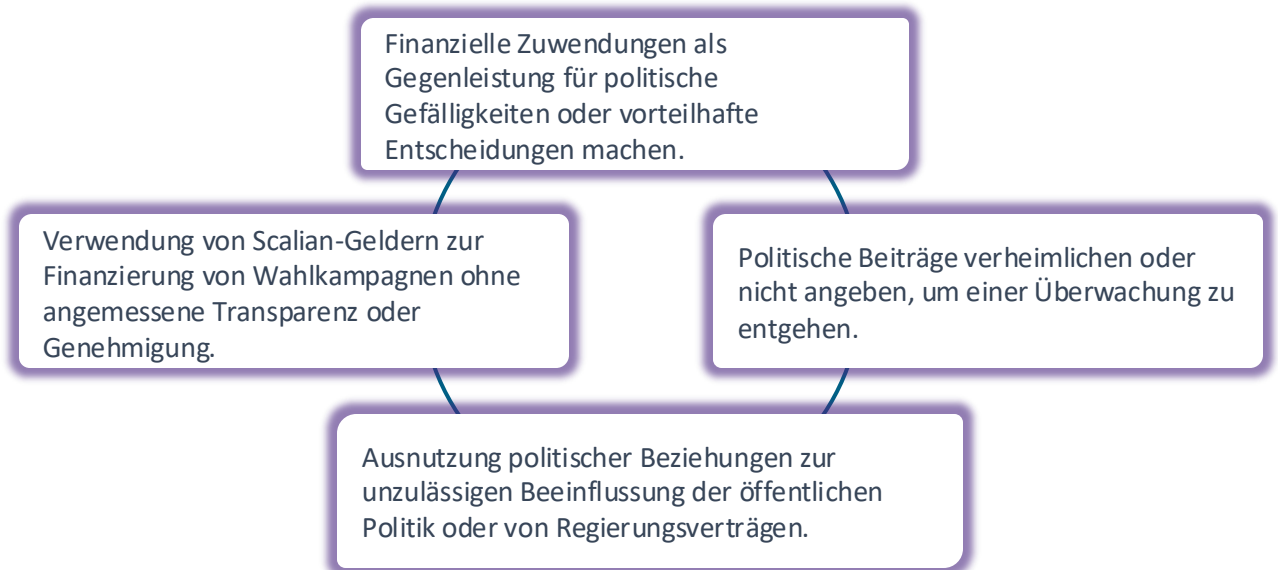 Finanzielle Zuwendungen als
Gegenleistung für politische
Gefälligkeiten oder vorteilhafte
Entscheidungen machen.
Verwendung von Scalian-Geldern zur
Finanzierung von Wahlkampagnen ohne
angemessene Transparenz oder
Genehmigung.
Politische Beiträge verheimlichen oder
nicht angeben, um einer Überwachung zu
entgehen.
Ausnutzung politischer Beziehungen zur
unzulässigen Beeinflussung der öffentlichen
Politik oder von Regierungsverträgen.